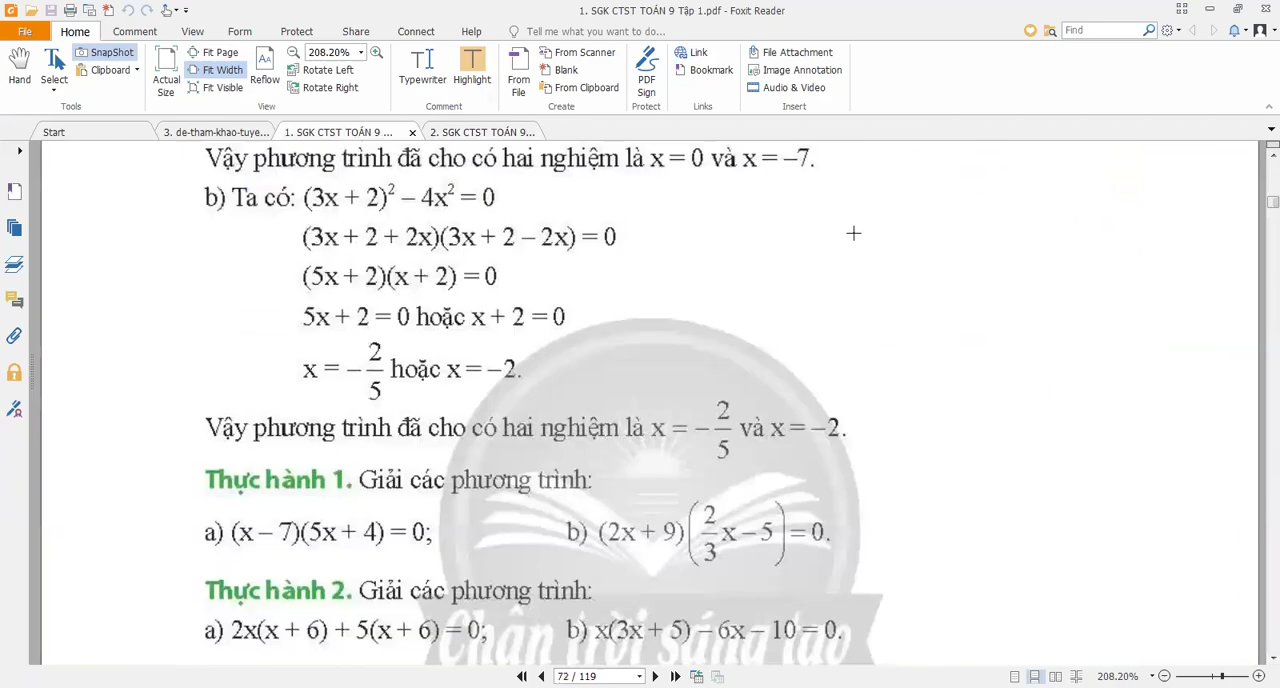 1. SGK CTST TOÁN 9 Tập 1.pdf - Foxit Reader
File Home Comment View Form Protect Share Connect Help Tell me what you want to do... Find
Hand Select SnapShot Clipboard Actual Size Fit Page Fit Width Fit Visible Reflow 208.20% Rotate Left Rotate Right Typewriter Highlight From File From Scanner Blank From Clipboard PDF Sign Link Bookmark File Attachment Image Annotation Audio & Video
Tools View Comment Create Protect Links Insert
Start 3. de-tham-khao-tuye... 1. SGK CTST TOÁN 9 ... 2. SGK CTST TOÁN 9...
Vậy phương trình đã cho có hai nghiệm là x = 0 và x = –7.
b) Ta có: (3x + 2)² – 4x² = 0
(3x + 2 + 2x)(3x + 2 – 2x) = 0
(5x + 2)(x + 2) = 0
5x + 2 = 0 hoặc x + 2 = 0
x = –2/5 hoặc x = –2.
Vậy phương trình đã cho có hai nghiệm là x = –2/5 và x = –2.
Thực hành 1. Giải các phương trình:
a) (x – 7)(5x + 4) = 0; b) (2x + 9)(2/3x – 5) = 0.
Thực hành 2. Giải các phương trình:
a) 2x(x + 6) + 5(x + 6) = 0; b) x(3x + 5) – 6x – 10 = 0.
Chân trời sáng tạo
72 / 119 208.20%